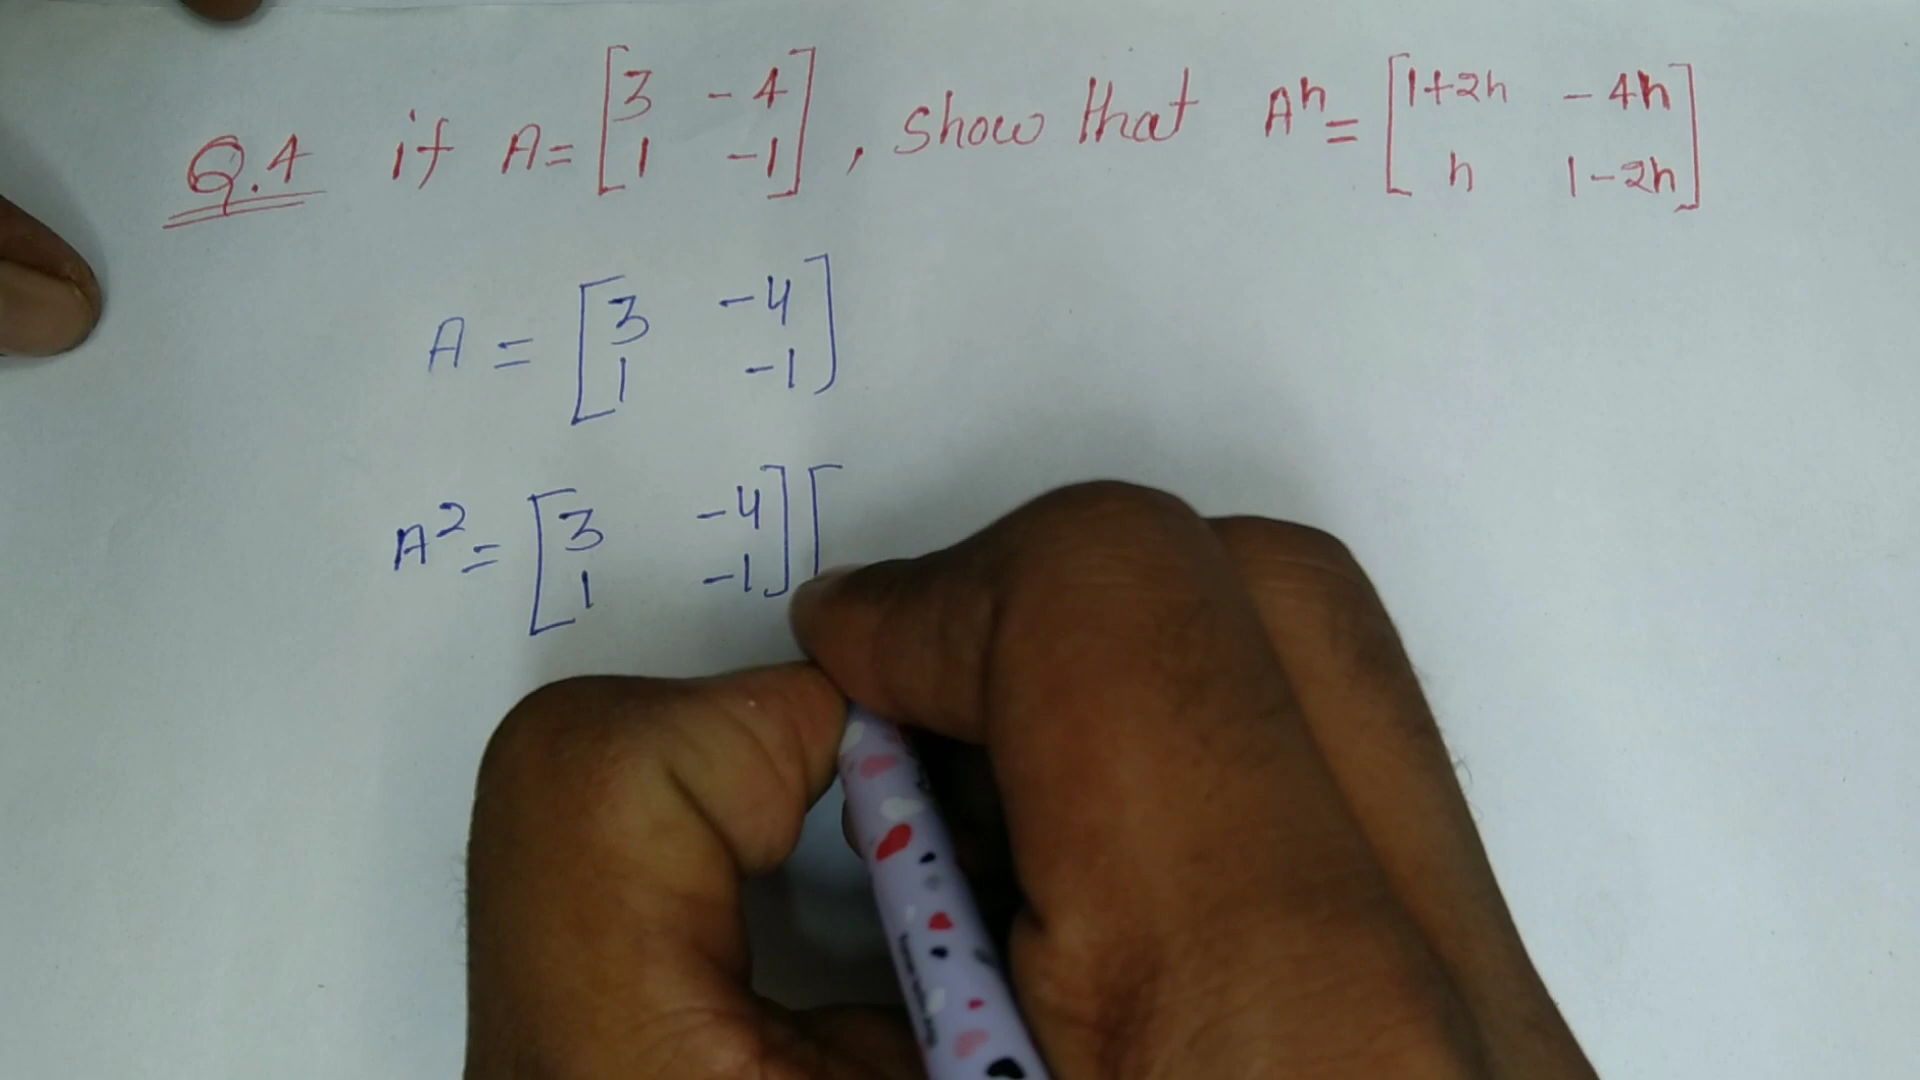 Q.4 if A = [3 -4], show that Aⁿ = [1+2n -4n]
[1 -1] [n 1-2n]
A = [3 -4]
[1 -1]
A² = [3 -4][
[1 -1]